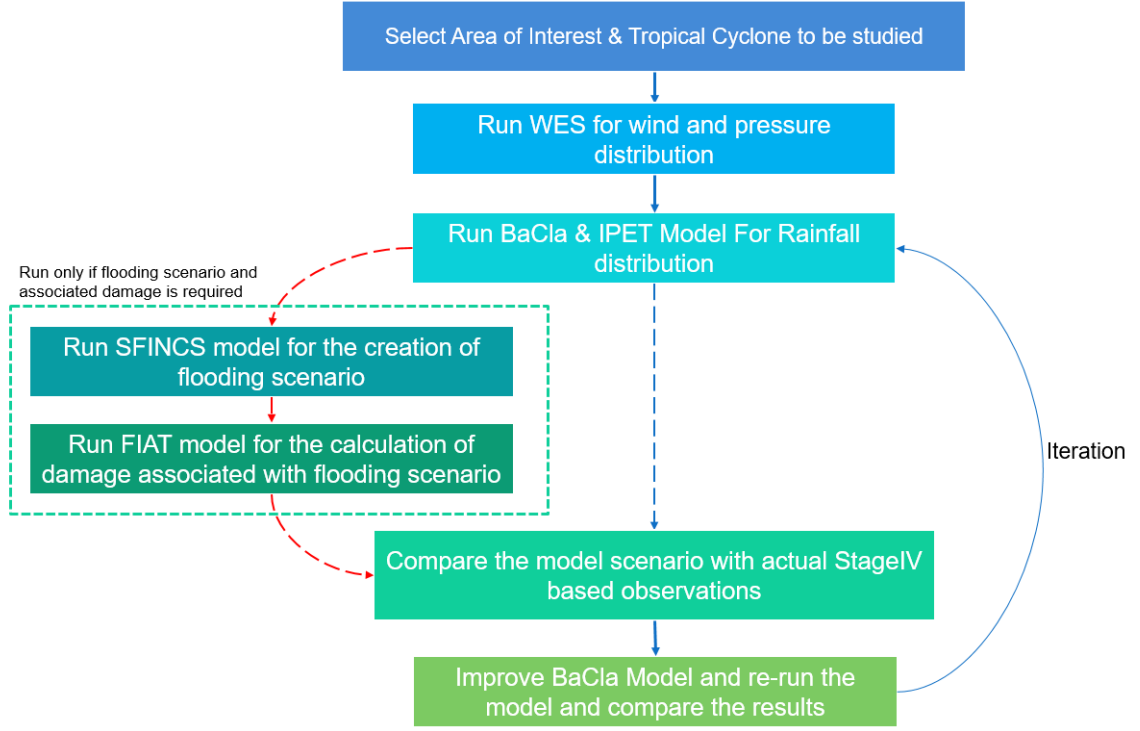 Select Area of Interest & Tropical Cyclone to be studied
Run WES for wind and pressure
distribution
Run BaCla & IPET Model For Rainfall
distribution
Run only if flooding scenario and
associated damage is required
Run SFINCS model for the creation of
flooding scenario
Run FIAT model for the calculation of
damage associated with flooding scenario
Iteration
Compare the model scenario with actual StageIV
based observations
Improve BaCla Model and re-run the
model and compare the results